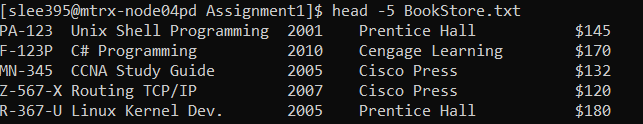 [slee395@mtrx-node04pd Assignment1]$ head -5 BookStore.txt
PA-123  Unix Shell Programming  2001    Prentice Hall           $145
F-123P  C# Programming          2010    Cengage Learning        $170
MN-345  CCNA Study Guide        2005    Cisco Press             $132
Z-567-X Routing TCP/IP          2007    Cisco Press             $120
R-367-U Linux Kernel Dev.       2005    Prentice Hall           $180